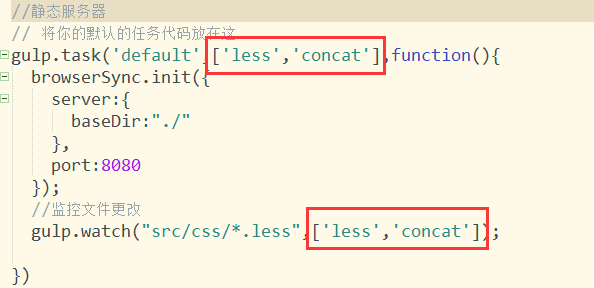 //静态服务器
// 将你的默认的任务代码放在这
gulp.task('default',['less','concat'],function(){
browserSync.init({
server:{
baseDir:"./"
},
port:8080
});
//监控文件更改
gulp.watch("src/css/*.less",['less','concat']);
})